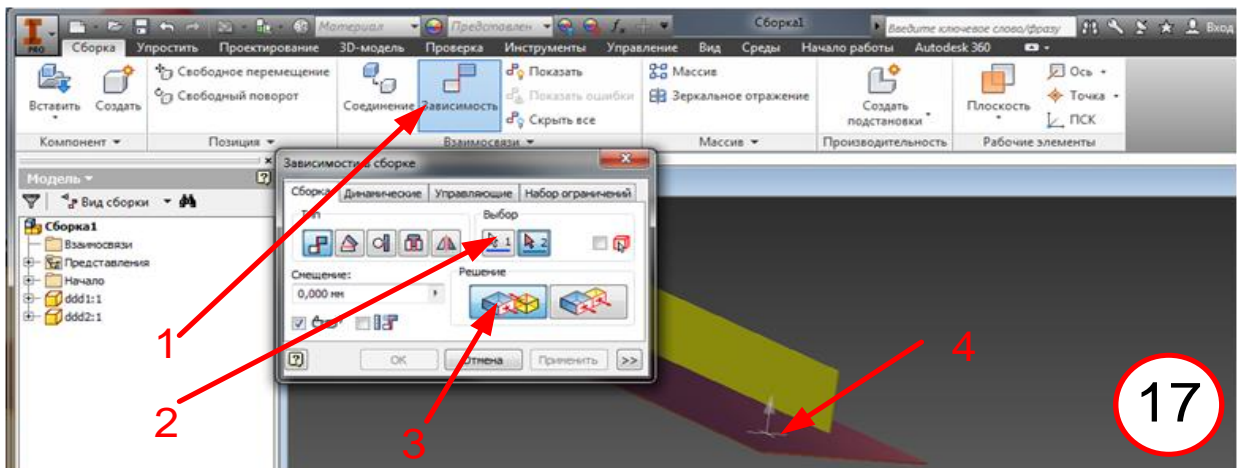 Материал Представлен fx Сборка1 Введите ключевое слово/фразу Вход
PRO Сборка Упростить Проектирование 3D-модель Проверка Инструменты Управление Вид Среды Начало работы Autodesk 360
Вставить Создать Свободное перемещение Свободный поворот
Соединение Зависимость Показать Показать ошибки Скрыть все
Массив Зеркальное отражение
Создать подстановки
Плоскость Ось Точка ПСК
Компонент Позиция Взаимосвязи Массив Производительность Рабочие элементы
Модель
Вид сборки
Сборка1
Взаимосвязи
Представления
Начало
ddd1:1
ddd2:1
Зависимости в сборке
Сборка Динамические Управляющие Набор ограничений
Тип Выбор
1 2
Смещение: Решение
0,000 мм
OK Отмена Применить >>
1
2
3
4
17